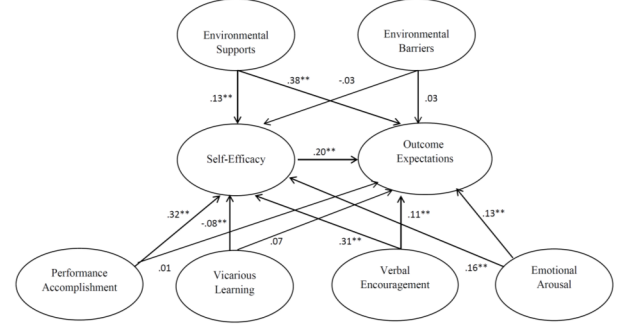 Environmental
Supports
Environmental
Barriers
.38**
-.03
.13**
.03
Self-Efficacy
.20**
Outcome
Expectations
.32**
-.08**
.11**
.13**
.01
.07
.31**
.16**
Performance
Accomplishment
Vicarious
Learning
Verbal
Encouragement
Emotional
Arousal